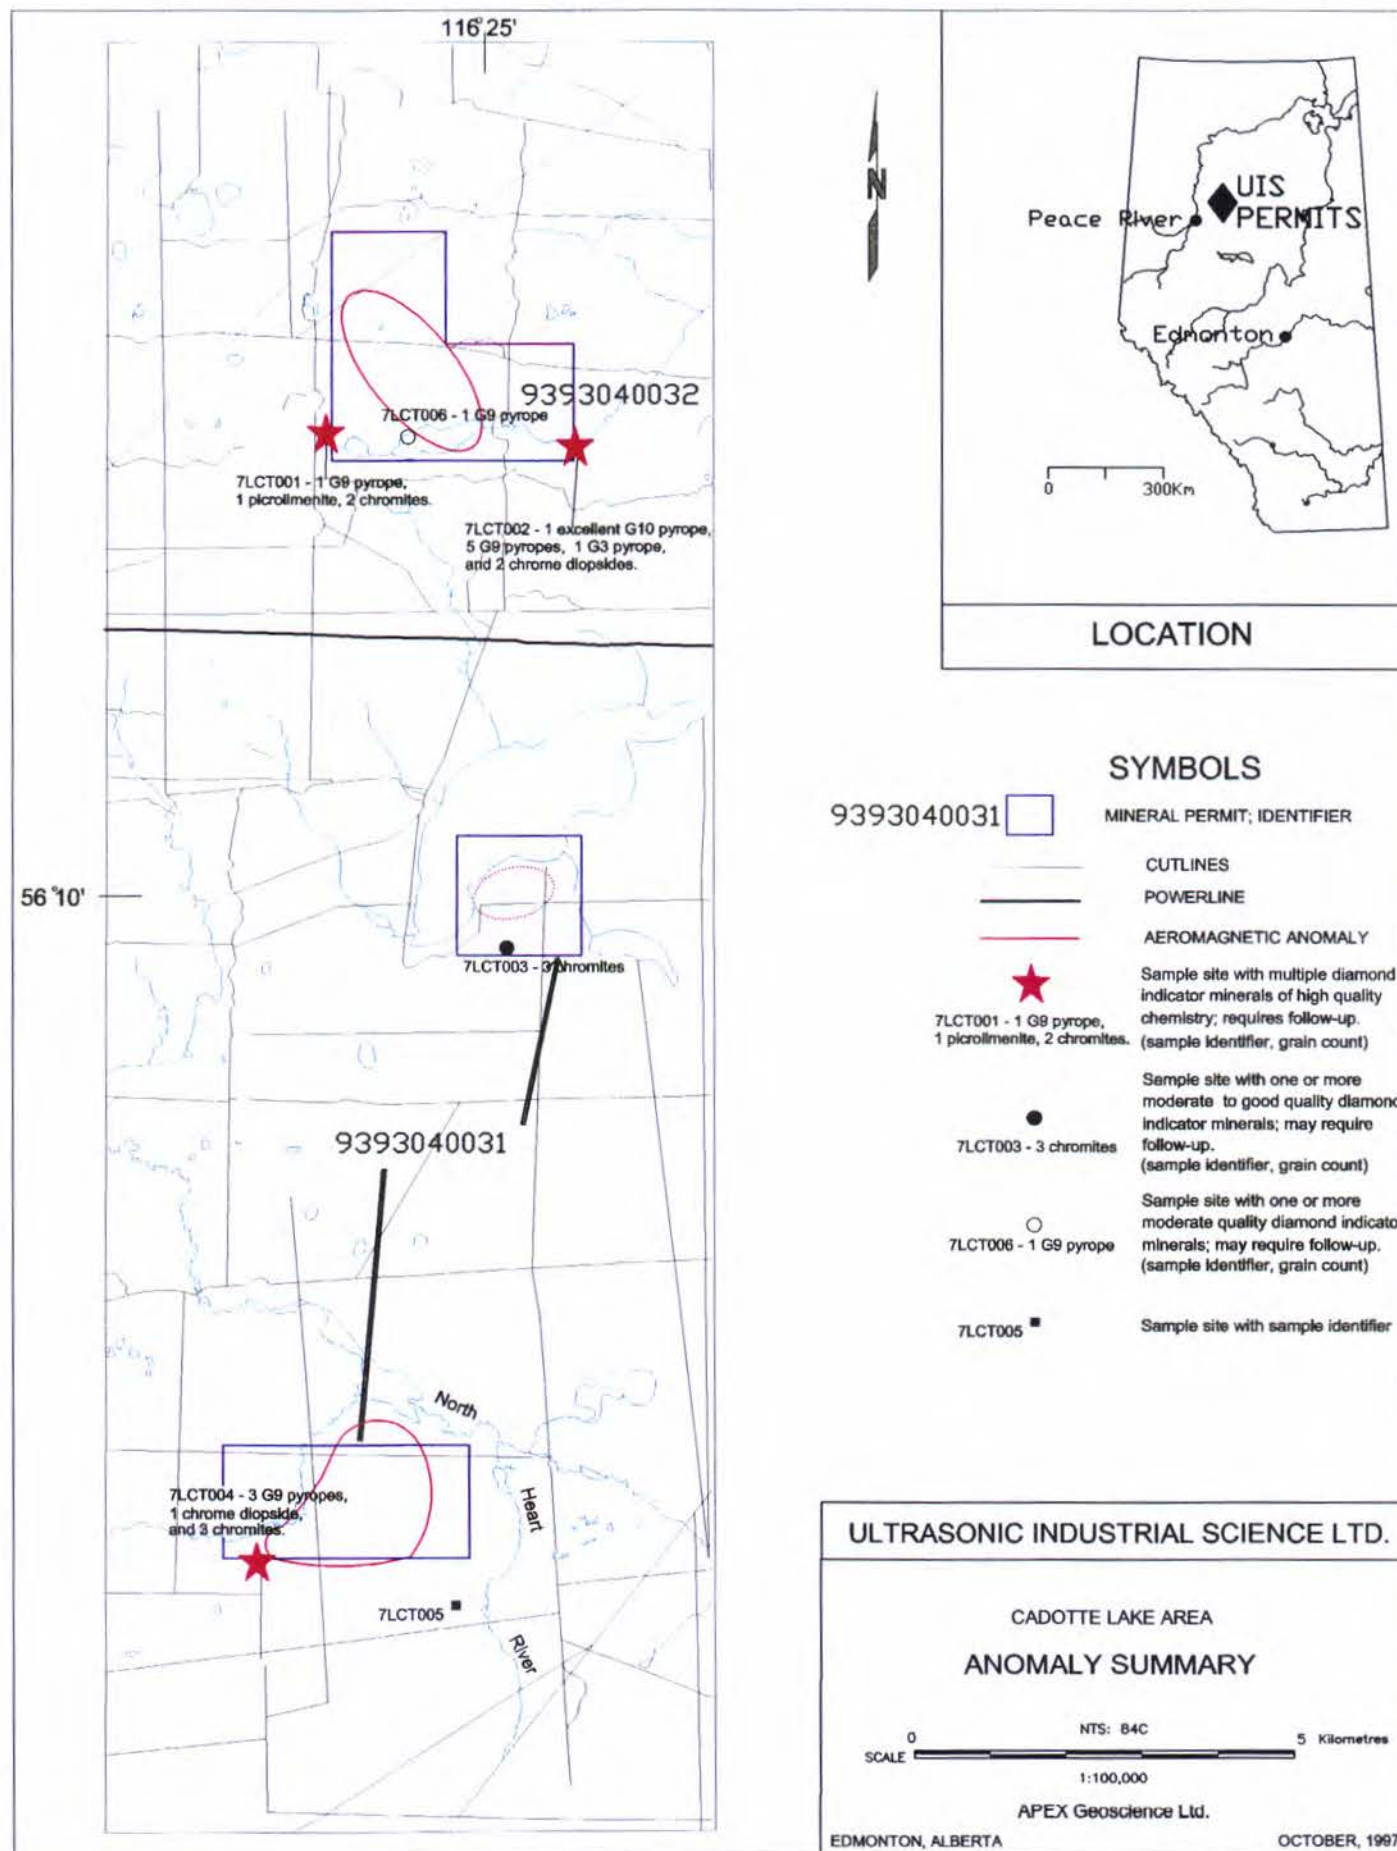 116°25'
N
UIS
PERMITS
Peace River
Edmonton
0 300Km
LOCATION
9393040032
7LCT006 - 1 G9 pyrope
7LCT001 - 1 G9 pyrope,
1 picroilmenite, 2 chromites.
7LCT002 - 1 excellent G10 pyrope,
5 G9 pyropes, 1 G3 pyrope,
and 2 chrome diopsides.
56°10'
7LCT003 - 3 chromites
9393040031
North
Heart
River
7LCT004 - 3 G9 pyropes,
1 chrome diopside,
and 3 chromites.
7LCT005
SYMBOLS
9393040031 MINERAL PERMIT; IDENTIFIER
CUTLINES
POWERLINE
AEROMAGNETIC ANOMALY
7LCT001 - 1 G9 pyrope,
1 picroilmenite, 2 chromites.
Sample site with multiple diamond
indicator minerals of high quality
chemistry; requires follow-up.
(sample identifier, grain count)
7LCT003 - 3 chromites
Sample site with one or more
moderate to good quality diamond
indicator minerals; may require
follow-up.
(sample identifier, grain count)
7LCT006 - 1 G9 pyrope
Sample site with one or more
moderate quality diamond indicato
minerals; may require follow-up.
(sample identifier, grain count)
7LCT005 Sample site with sample identifier
ULTRASONIC INDUSTRIAL SCIENCE LTD.
CADOTTE LAKE AREA
ANOMALY SUMMARY
NTS: 84C
0 5 Kilometres
SCALE
1:100,000
APEX Geoscience Ltd.
EDMONTON, ALBERTA OCTOBER, 1997